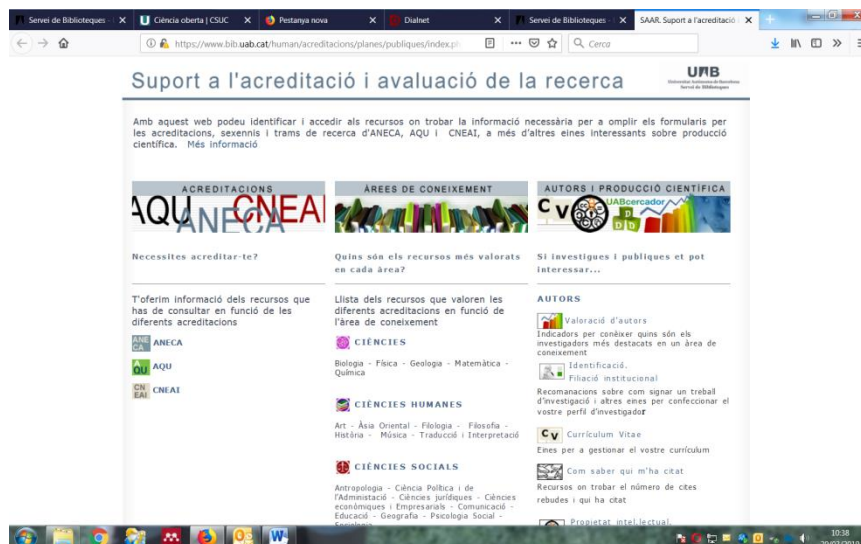 Servei de Biblioteques -
Ciència oberta | CSUC
Pestanya nova
Dialnet
Servei de Biblioteques -
SAAR. Suport a l'acreditació i
https://www.bib.uab.cat/human/acreditacions/planes/publiques/index.p
Cerca
Suport a l'acreditació i avaluació de la recerca
UAB
Universitat Autònoma de Barcelona
Servei de Biblioteques
Amb aquest web podeu identificar i accedir als recursos on trobar la informació necessària per a omplir els formularis per
les acreditacions, sexennis i trams de recerca d'ANECA, AQU i CNEAI, a més d'altres eines interessants sobre producció
científica. Més informació
ACREDITACIONS
AQU ANECA CNEAI
Necessites acreditar-te?
T'oferim informació dels recursos que
has de consultar en funció de les
diferents acreditacions
ANECA
ANECA
AQU
AQU
CNEAI
CNEAI
ÀREES DE CONEIXEMENT
Quins són els recursos més valorats
en cada àrea?
Llista dels recursos que valoren les
diferents acreditacions en funció de
l'àrea de coneixement
CIÈNCIES
Biologia - Física - Geologia - Matemàtica -
Química
CIÈNCIES HUMANES
Art - Àsia Oriental - Filologia - Filosofia -
Història - Música - Traducció i Interpretació
CIÈNCIES SOCIALS
Antropologia - Ciència Política i de
l'Administació - Ciències jurídiques - Ciències
econòmiques i Empresarials - Comunicació -
Educació - Geografia - Psicologia Social -
Sociologia
AUTORS I PRODUCCIÓ CIENTÍFICA
CV UABcercador
DDD
Si investigues i publiques et pot
interessar...
AUTORS
Valoració d'autors
Indicadors per conèixer quins són els
investigadors més destacats en un àrea de
coneixement
Identificació.
Filiació institucional
Recomanacions sobre com signar un treball
d'investigació i altres eines per confeccionar el
vostre perfil d'investigador
CV Currículum Vitae
Eines per a gestionar el vostre currículum
Com saber qui m'ha citat
Recursos on trobar el número de cites
rebudes i qui ha citat
Propietat intel.lectual.
10:38
20/03/2019